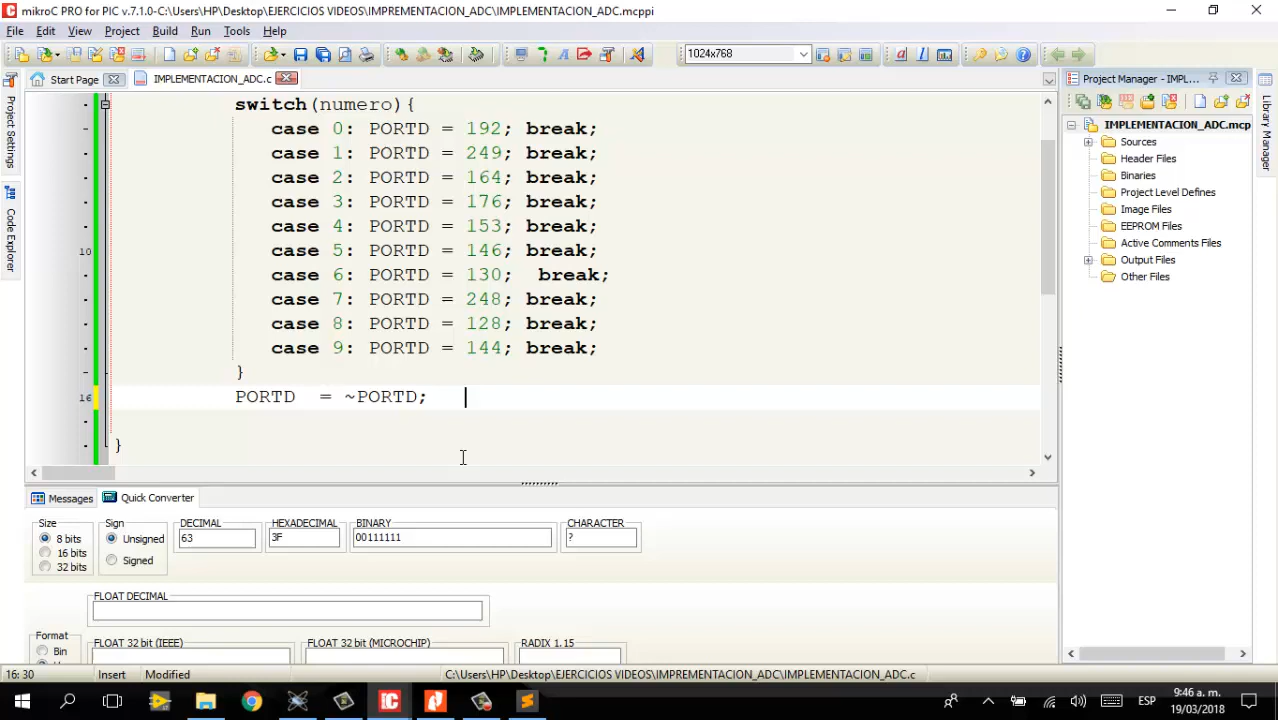 mikroC PRO for PIC v.7.1.0-C:\Users\HP\Desktop\EJERCICIOS VIDEOS\IMPREMENTACION_ADC\IMPLEMENTACION_ADC.mcppi
File Edit View Project Build Run Tools Help
1024x768
Start Page
IMPLEMENTACION_ADC.c
Project Manager - IMPL...
Project Settings
Code Explorer
Library Manager
switch(numero){
case 0: PORTD = 192; break;
case 1: PORTD = 249; break;
case 2: PORTD = 164; break;
case 3: PORTD = 176; break;
case 4: PORTD = 153; break;
10 case 5: PORTD = 146; break;
case 6: PORTD = 130;  break;
case 7: PORTD = 248; break;
case 8: PORTD = 128; break;
case 9: PORTD = 144; break;
}
16 PORTD  = ~PORTD;
}
IMPLEMENTACION_ADC.mcp
Sources
Header Files
Binaries
Project Level Defines
Image Files
EEPROM Files
Active Comments Files
Output Files
Other Files
Messages Quick Converter
Size
8 bits
16 bits
32 bits
Sign
Unsigned
Signed
DECIMAL
63
HEXADECIMAL
3F
BINARY
00111111
CHARACTER
?
FLOAT DECIMAL
Format
Bin
FLOAT 32 bit (IEEE)
FLOAT 32 bit (MICROCHIP)
RADIX 1.15
16: 30 Insert Modified C:\Users\HP\Desktop\EJERCICIOS VIDEOS\IMPREMENTACION_ADC\IMPLEMENTACION_ADC.c
ESP
9:46 a. m.
19/03/2018